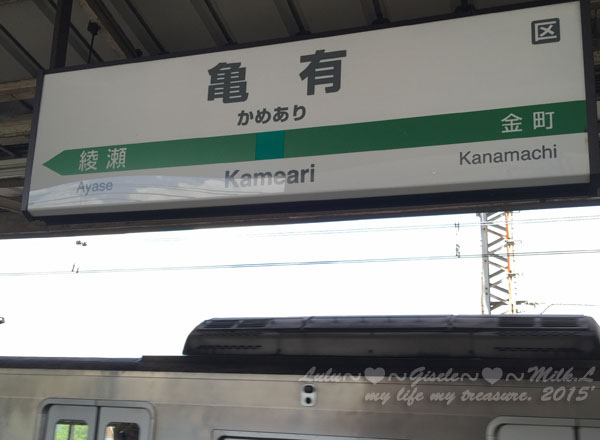 区
亀有
かめあり
綾瀬
金町
Ayase
Kameari
Kanamachi
Lulu~♥~Gisele~♥~Milk.L
my life my treasure. 2015'